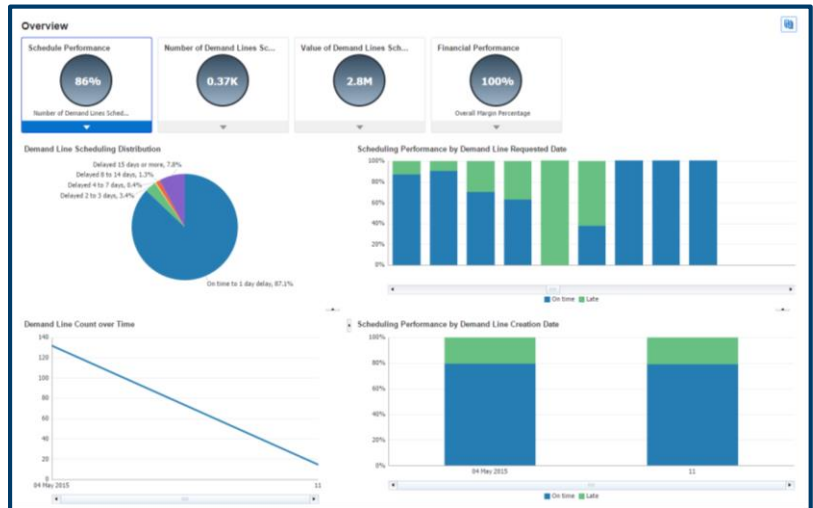 Overview
Schedule Performance
86%
Number of Demand Lines Sched...
Number of Demand Lines Sc...
0.37K
Value of Demand Lines Sch...
2.8M
Financial Performance
100%
Overall Margin Percentage
Demand Line Scheduling Distribution
Delayed 15 days or more, 7.8%
Delayed 8 to 14 days, 1.3%
Delayed 4 to 7 days, 0.4%
Delayed 2 to 3 days, 3.4%
On time to 1 day delay, 87.1%
Scheduling Performance by Demand Line Requested Date
100%
80%
60%
40%
20%
0%
On time Late
Demand Line Count over Time
140
120
100
80
60
40
20
0
04 May 2015 11
Scheduling Performance by Demand Line Creation Date
100%
80%
60%
40%
20%
0%
04 May 2015 11
On time Late